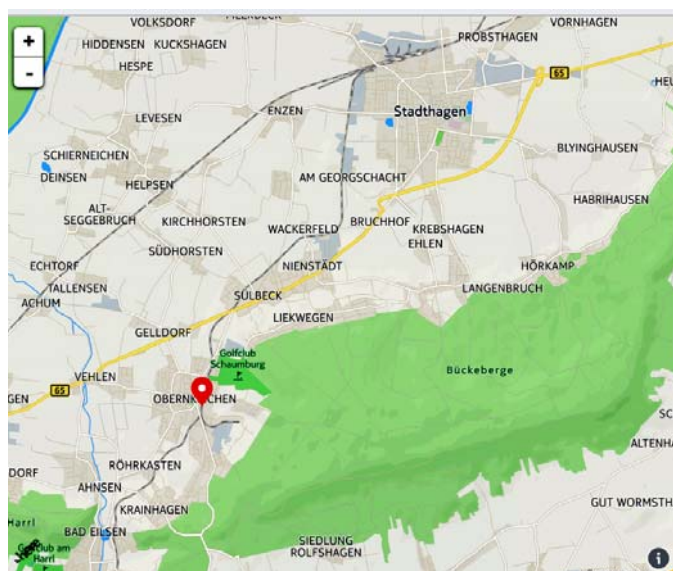 MEERBECK
VOLKSDORF
VORNHAGEN
+
HIDDENSEN
KUCKSHAGEN
PROBSTHAGEN
HESPE
-
65
Stadthagen
LEVESEN
ENZEN
BLYINGHAUSEN
SCHIERNEICHEN
DEINSEN
HELPSEN
AM GEORGSCHACHT
HABRIHAUSEN
ALT-
SEGGEBRUCH
KIRCHHORSTEN
WACKERFELD
BRUCHHOF
KREBSHAGEN
EHLEN
SÜDHORSTEN
ECHTORF
NIENSTÄDT
HÖRKAMP
TALLENSEN
ACHUM
SÜLBECK
LANGENBRUCH
LIEKWEGEN
GELLDORF
Golfclub
Schaumburg
VEHLEN
Bückeberge
65
GEN
OBERNKIRCHEN
SC
ALTENHA
RÖHRKASTEN
DORF
AHNSEN
GUT WORMSTH
KRAINHAGEN
Harrl
BAD EILSEN
SIEDLUNG
ROLFSHAGEN
Golfclub am
Harrl
i